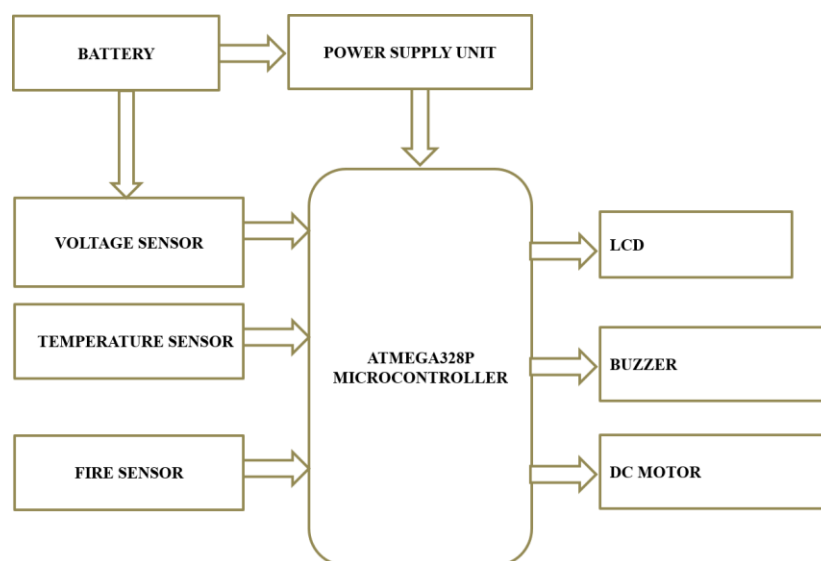 BATTERY
POWER SUPPLY UNIT
VOLTAGE SENSOR
LCD
TEMPERATURE SENSOR
ATMEGA328P
MICROCONTROLLER
BUZZER
FIRE SENSOR
DC MOTOR